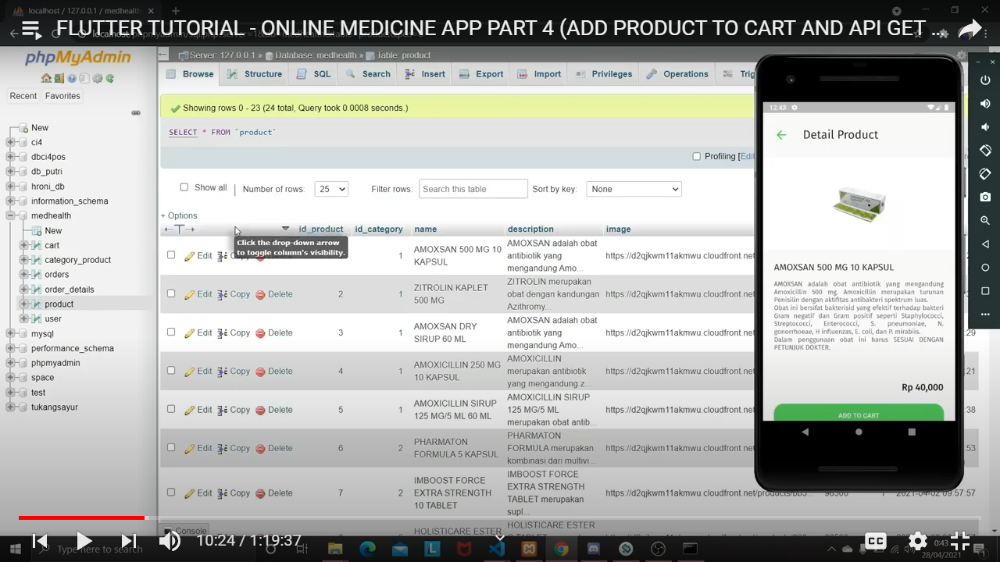 localhost / 127.0.0.1 / medhealth
FLUTTER TUTORIAL - ONLINE MEDICINE APP PART 4 (ADD PRODUCT TO CART AND API GET ...
phpMyAdmin
Recent
Favorites
New
ci4
dbci4pos
db_putri
hroni_db
information_schema
medhealth
New
cart
category_product
orders
order_details
product
user
mysql
performance_schema
phpmyadmin
space
test
tukangsayur
Server: 127.0.0.1 » Database: medhealth » Table: product
Browse Structure SQL Search Insert Export Import Privileges Operations Trig
Showing rows 0 - 23 (24 total, Query took 0.0008 seconds.)
SELECT * FROM `product`
Profiling [Edi
Show all | Number of rows: 25 Filter rows: Search this table Sort by key: None
+ Options
id_product id_category name description image
Click the drop-down arrow
to toggle column's visibility.
Edit Copy 1 AMOXSAN 500 MG 10 KAPSUL AMOXSAN adalah obat antibiotik yang mengandung Amo... https://d2qjkwm11akmwu.cloudfront.net
Edit Copy Delete 2 1 ZITROLIN KAPLET 500 MG ZITROLIN merupakan obat dengan kandungan Azithromy... https://d2qjkwm11akmwu.cloudfront.net
Edit Copy Delete 3 1 AMOXSAN DRY SIRUP 60 ML AMOXSAN adalah obat antibiotik yang mengandung Amo... https://d2qjkwm11akmwu.cloudfront.net :29
Edit Copy Delete 4 1 AMOXICILLIN 250 MG 10 KAPSUL AMOXICILLIN merupakan antibiotik yang mengandung z... https://d2qjkwm11akmwu.cloudfront.net :21
Edit Copy Delete 5 1 AMOXICILLIN SIRUP 125 MG/5 ML 60 ML AMOXICILLIN SIRUP 125 MG/5 ML merupakan obat antib... https://d2qjkwm11akmwu.cloudfront.net :38
Edit Copy Delete 6 2 PHARMATON FORMULA 5 KAPSUL PHARMATON FORMULA merupakan kombinasi dari multivi... https://d2qjkwm11akmwu.cloudfront.net :53
Edit Copy Delete 7 2 IMBOOST FORCE EXTRA STRENGTH 10 TABLET IMBOOST FORCE EXTRA STRENGTH TABLET merupakan supl... 2021-04-02 09:57:57
HOLISTICARE ESTER HOLISTICARE ESTER
Console
12:43
Detail Product
AMOXSAN 500 MG 10 KAPSUL
AMOXSAN adalah obat antibiotik yang mengandung
Amoxicillin 500 mg. Amoxicillin merupakan turunan
Penisilin dengan aktifitas antibakteri spektrum luas.
Obat ini bersifat bakterisid yang efektif terhadap bakteri
Gram negatif dan Gram positif seperti Staphylococci,
Streptococci, Enterococci, S. pneumoniae, N.
gonorrhoeae, H influenzas, E. coli, dan P. mirabiis.
Dalam penggunaan obat ini harus SESUAI DENGAN
PETUNJUK DOKTER.
Rp 40,000
ADD TO CART
10:24 / 1:19:37
CC
Type here to search
0:43
28/04/2021